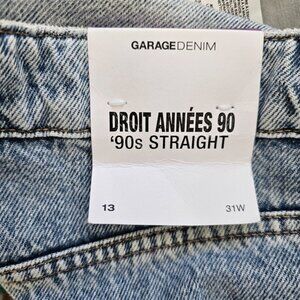 GARAGEDENIM
DROIT ANNÉES 90
'90s STRAIGHT
13 31W